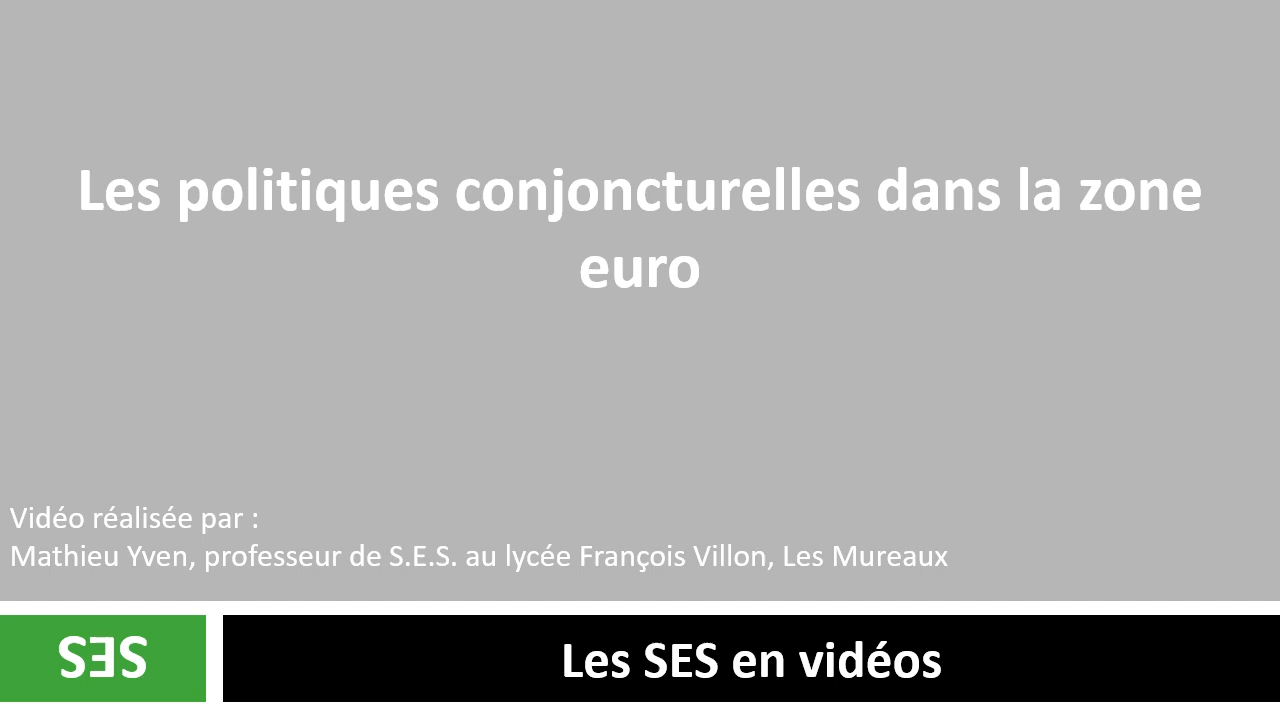 Les politiques conjoncturelles dans la zone
euro
Vidéo réalisée par :
Mathieu Yven, professeur de S.E.S. au lycée François Villon, Les Mureaux
SƎS
Les SES en vidéos